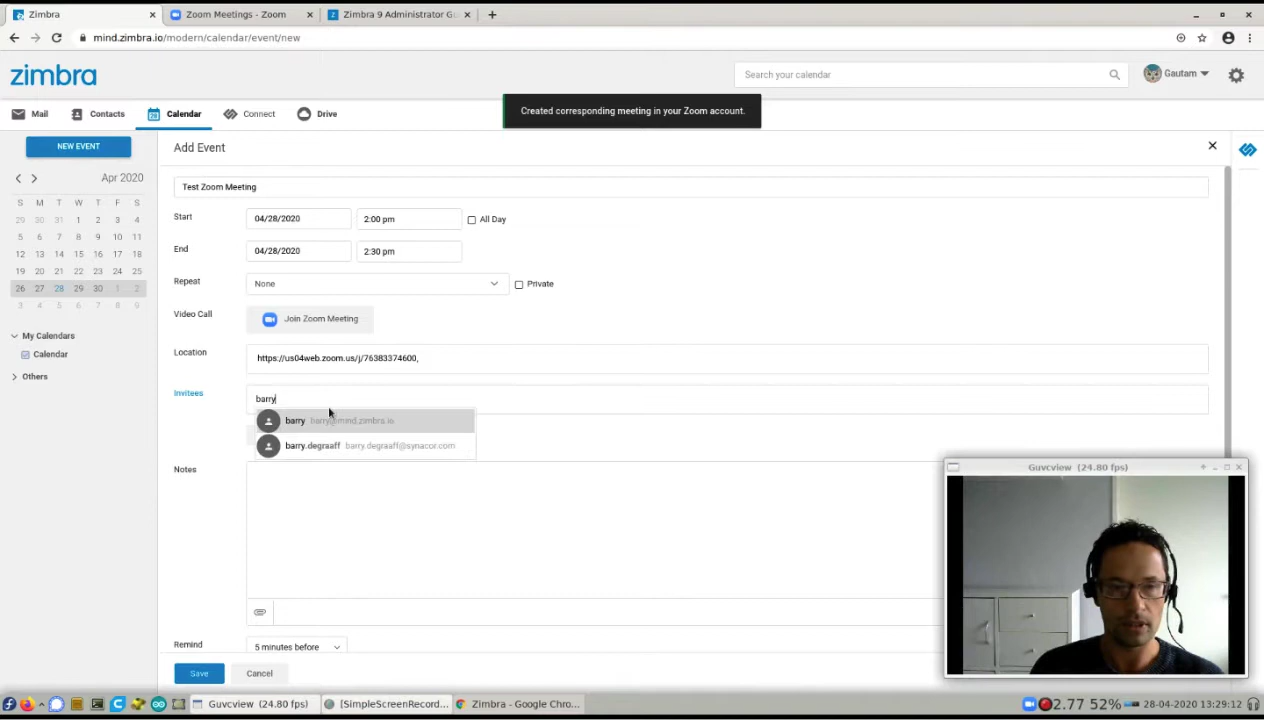 Zimbra
Zoom Meetings - Zoom
Zimbra 9 Administrator Gu
mind.zimbra.io/modern/calendar/event/new
zimbra
Search your calendar
Gautam
Created corresponding meeting in your Zoom account.
Mail
Contacts
Calendar
Connect
Drive
NEW EVENT
Add Event
Apr 2020
S M T W T F S
29 30 31 1 2 3 4
5 6 7 8 9 10 11
12 13 14 15 16 17 18
19 20 21 22 23 24 25
26 27 28 29 30 1 2
3 4 5 6 7 8 9
My Calendars
Calendar
Others
Test Zoom Meeting
Start
04/28/2020
2:00 pm
All Day
End
04/28/2020
2:30 pm
Repeat
None
Private
Video Call
Join Zoom Meeting
Location
https://us04web.zoom.us/j/76383374600,
Invitees
barry
barry barry@mind.zimbra.io
barry.degraaff barry.degraaff@synacor.com
Notes
Remind
5 minutes before
Save
Cancel
Guvcview (24.80 fps)
Guvcview (24.80 fps)
[SimpleScreenRecord...
Zimbra - Google Chro...
2.77 52%
28-04-2020 13:29:12